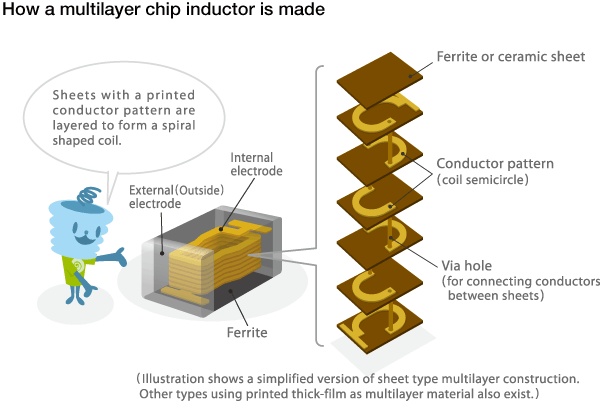 How a multilayer chip inductor is made
Sheets with a printed
conductor pattern are
layered to form a spiral
shaped coil.
Ferrite or ceramic sheet
Internal
electrode
External(Outside)
electrode
Conductor pattern
(coil semicircle)
Via hole
(for connecting conductors
between sheets)
Ferrite
(Illustration shows a simplified version of sheet type multilayer construction.
Other types using printed thick-film as multilayer material also exist.)